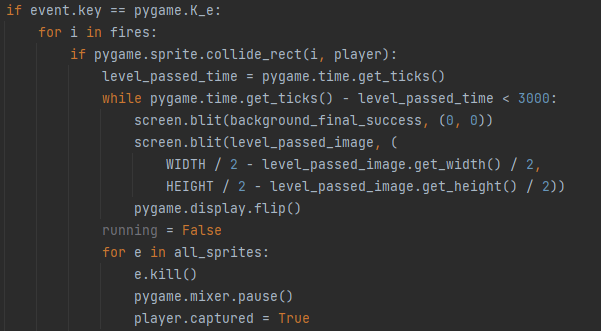 if event.key == pygame.K_e:
    for i in fires:
        if pygame.sprite.collide_rect(i, player):
            level_passed_time = pygame.time.get_ticks()
            while pygame.time.get_ticks() - level_passed_time < 3000:
                screen.blit(background_final_success, (0, 0))
                screen.blit(level_passed_image, (
                    WIDTH / 2 - level_passed_image.get_width() / 2,
                    HEIGHT / 2 - level_passed_image.get_height() / 2))
                pygame.display.flip()
            running = False
            for e in all_sprites:
                e.kill()
                pygame.mixer.pause()
                player.captured = True